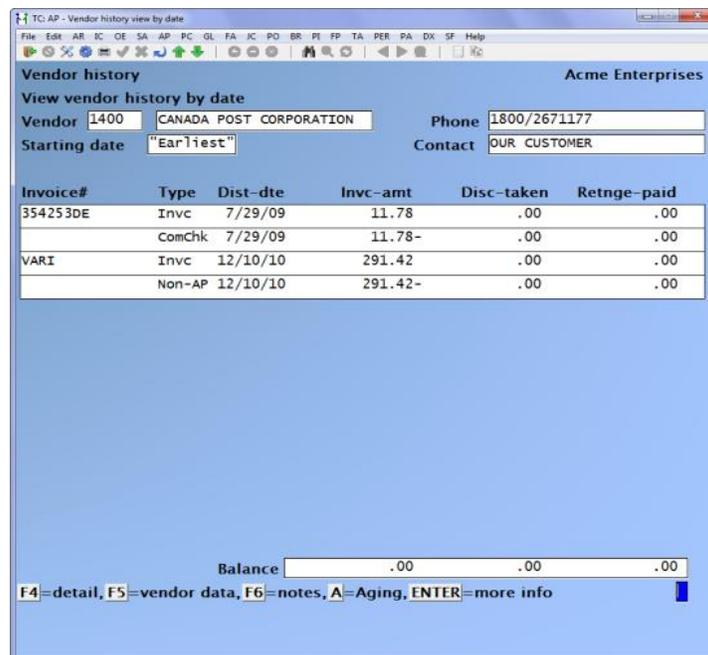 TC: AP - Vendor history view by date
File Edit AR IC OE SA AP PC GL FA JC PO BR PI FP TA PER PA DX SF Help
Vendor history Acme Enterprises
View vendor history by date
Vendor 1400 CANADA POST CORPORATION Phone 1800/2671177
Starting date "Earliest" Contact OUR CUSTOMER
Invoice# Type Dist-dte Invc-amt Disc-taken Retnge-paid
354253DE Invc 7/29/09 11.78 .00 .00
ComChk 7/29/09 11.78- .00 .00
VARI Invc 12/10/10 291.42 .00 .00
Non-AP 12/10/10 291.42- .00 .00
Balance .00 .00 .00
F4=detail, F5=vendor data, F6=notes, A=Aging, ENTER=more info